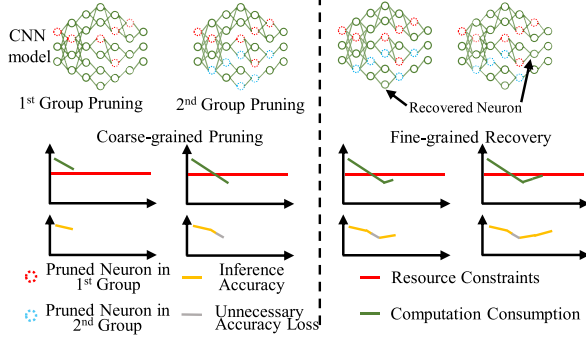 CNN
model
1st Group Pruning
2nd Group Pruning
Recovered Neuron
Coarse-grained Pruning
Fine-grained Recovery
Pruned Neuron in
1st Group
Inference
Accuracy
Resource Constraints
Pruned Neuron in
2nd Group
Unnecessary
Accuracy Loss
Computation Consumption